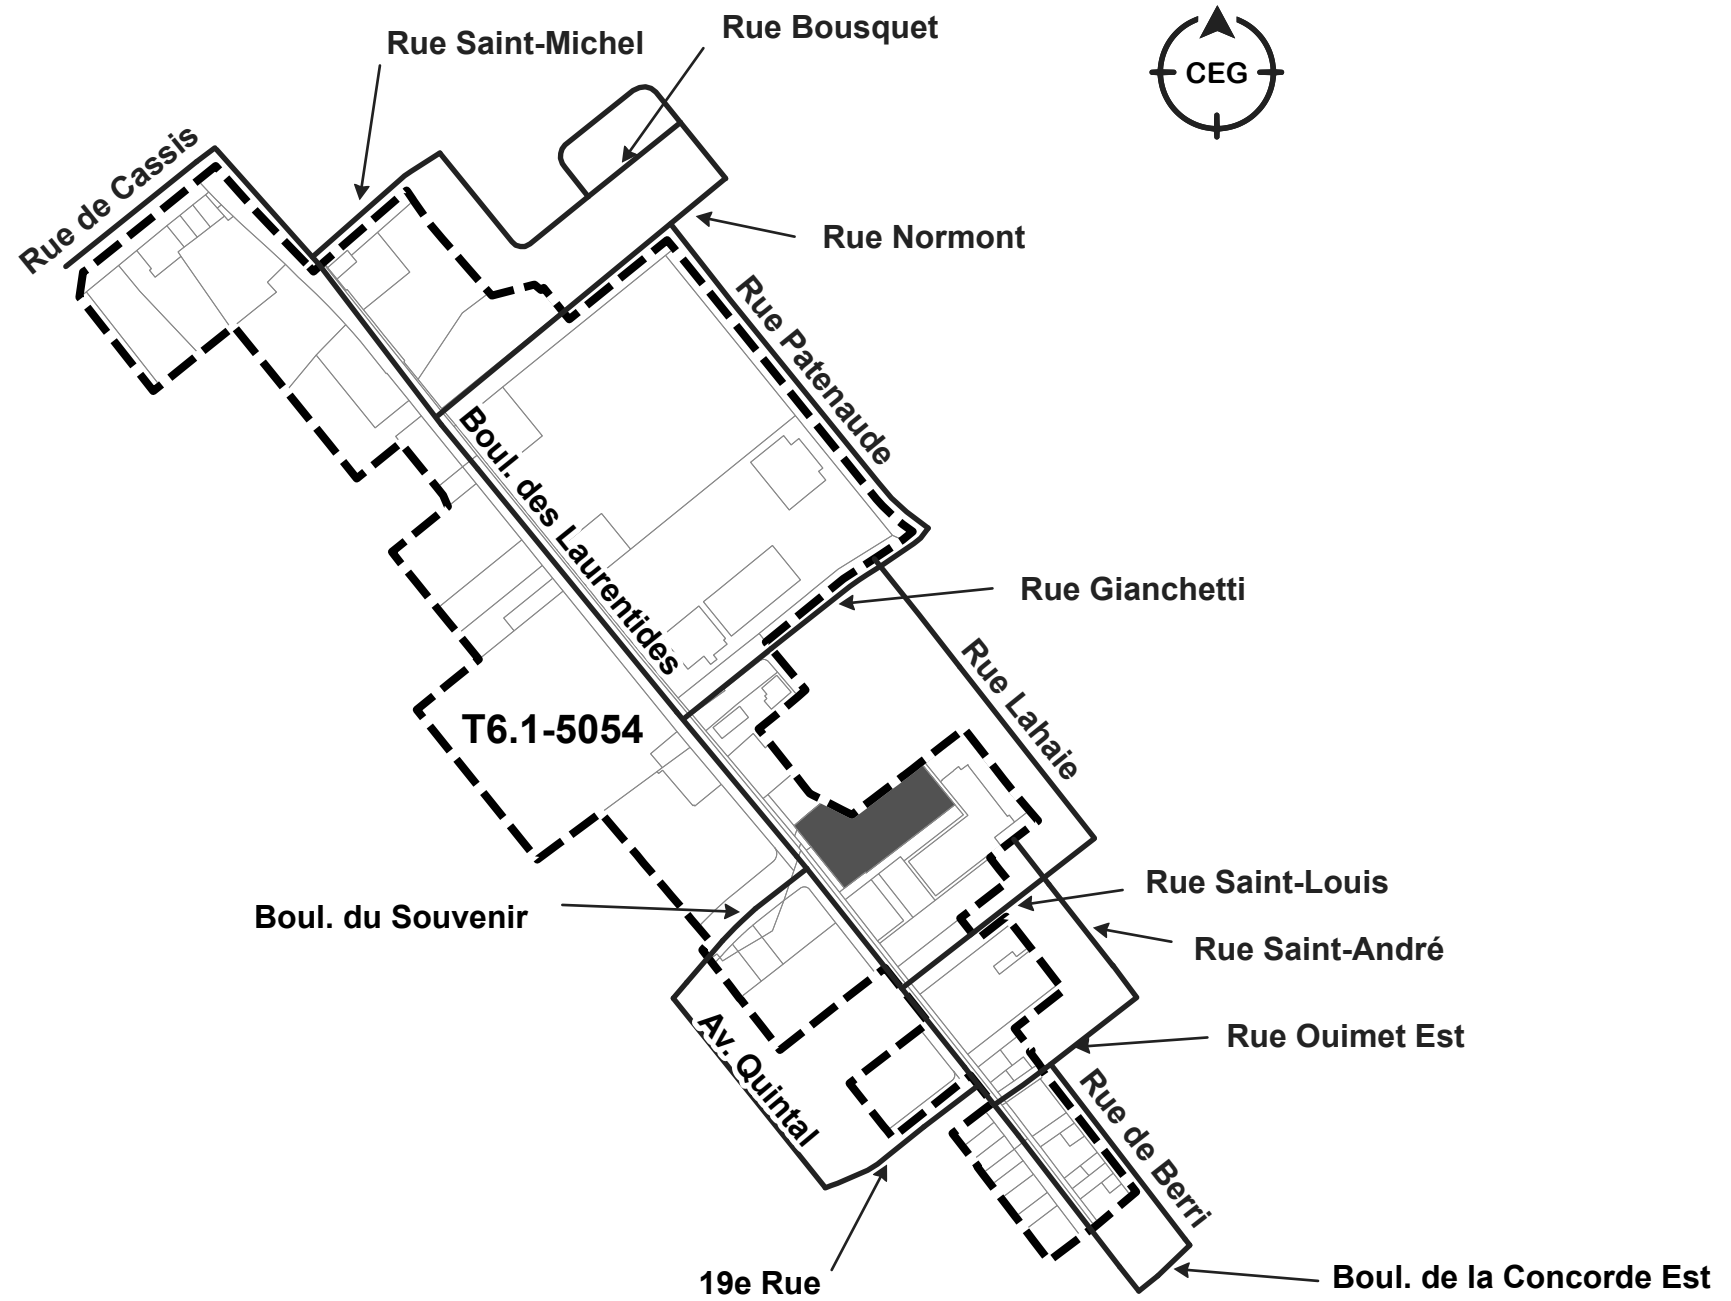 Rue Bousquet
Rue Saint-Michel
CEG
Rue de Cassis
Rue Normont
Rue Patenaude
Boul. des Laurentides
Rue Gianchetti
Rue Lahaie
T6.1-5054
Rue Saint-Louis
Boul. du Souvenir
Rue Saint-André
Av. Quintal
Rue Ouimet Est
Rue de Berri
19e Rue
Boul. de la Concorde Est